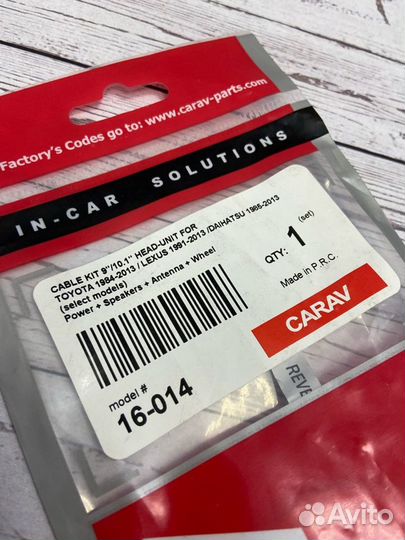 Factory's Codes go to: www.carav-parts.com
IN-CAR SOLUTIONS
CABLE KIT 9"/10.1" HEAD-UNIT FOR
TOYOTA 1984-2013 / LEXUS 1991-2013 /DAIHATSU 1985-2013
(select models)
Power + Speakers + Antenna + Wheel
QTY: 1 (set)
Made in P.R.C.
CARAV
model #
16-014
REVE
Avito